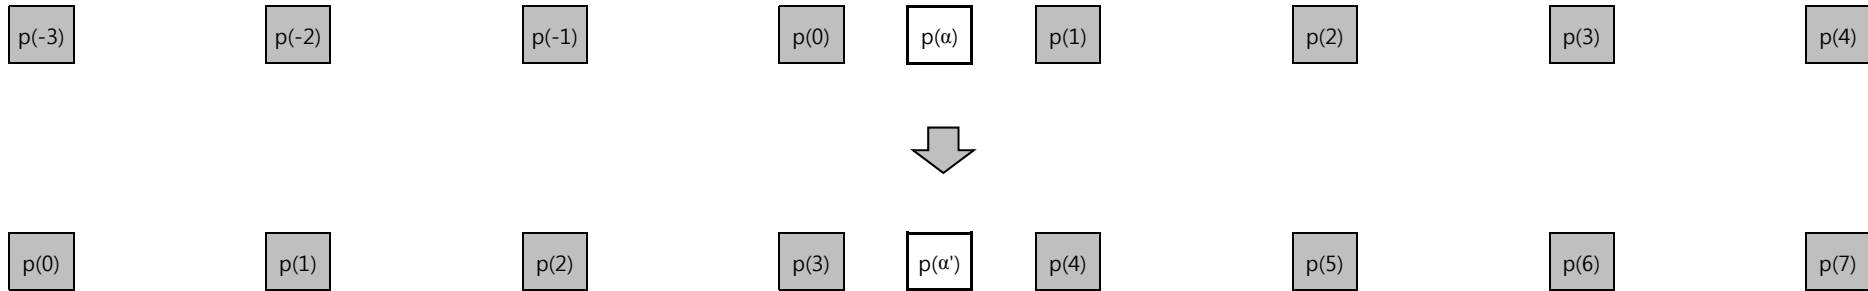 p(-3) p(-2) p(-1) p(0) p(α) p(1) p(2) p(3) p(4)
p(0) p(1) p(2) p(3) p(α') p(4) p(5) p(6) p(7)